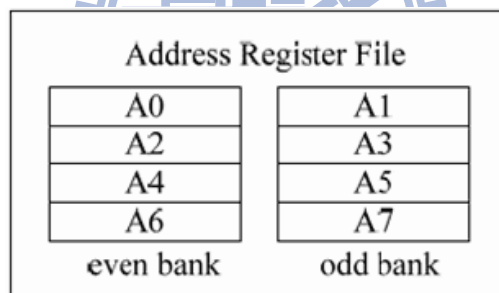 Address Register File
A0 A1
A2 A3
A4 A5
A6 A7
even bank odd bank